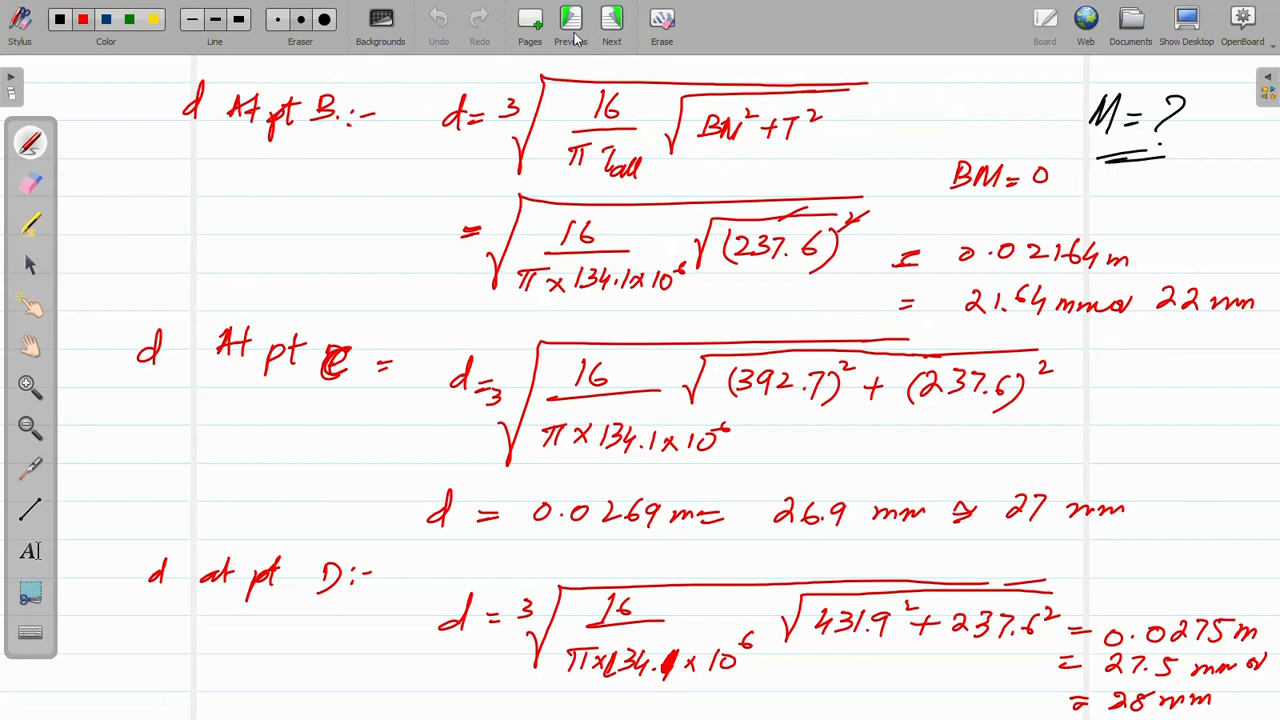 Stylus Color Line Eraser Backgrounds Undo Redo Pages Previous Next Erase Board Web Documents Show Desktop OpenBoard
d At pt B :- d = ³√(16/(π τall) √(BM² + T²))
M = ?
BM = 0
= √(16/(π × 134.1 × 10⁻⁶) √(237.6)²) = 0.02164 m
= 21.64 mm or 22 mm
d At pt C = d = ³√(16/(π × 134.1 × 10⁻⁶) √((392.7)² + (237.6)²))
d = 0.0269 m = 26.9 mm ≅ 27 mm
d at pt D :- d = ³√(16/(π × 134.1 × 10⁶) √(431.9² + 237.6²)) = 0.0275 m
= 27.5 mm or
= 28 mm